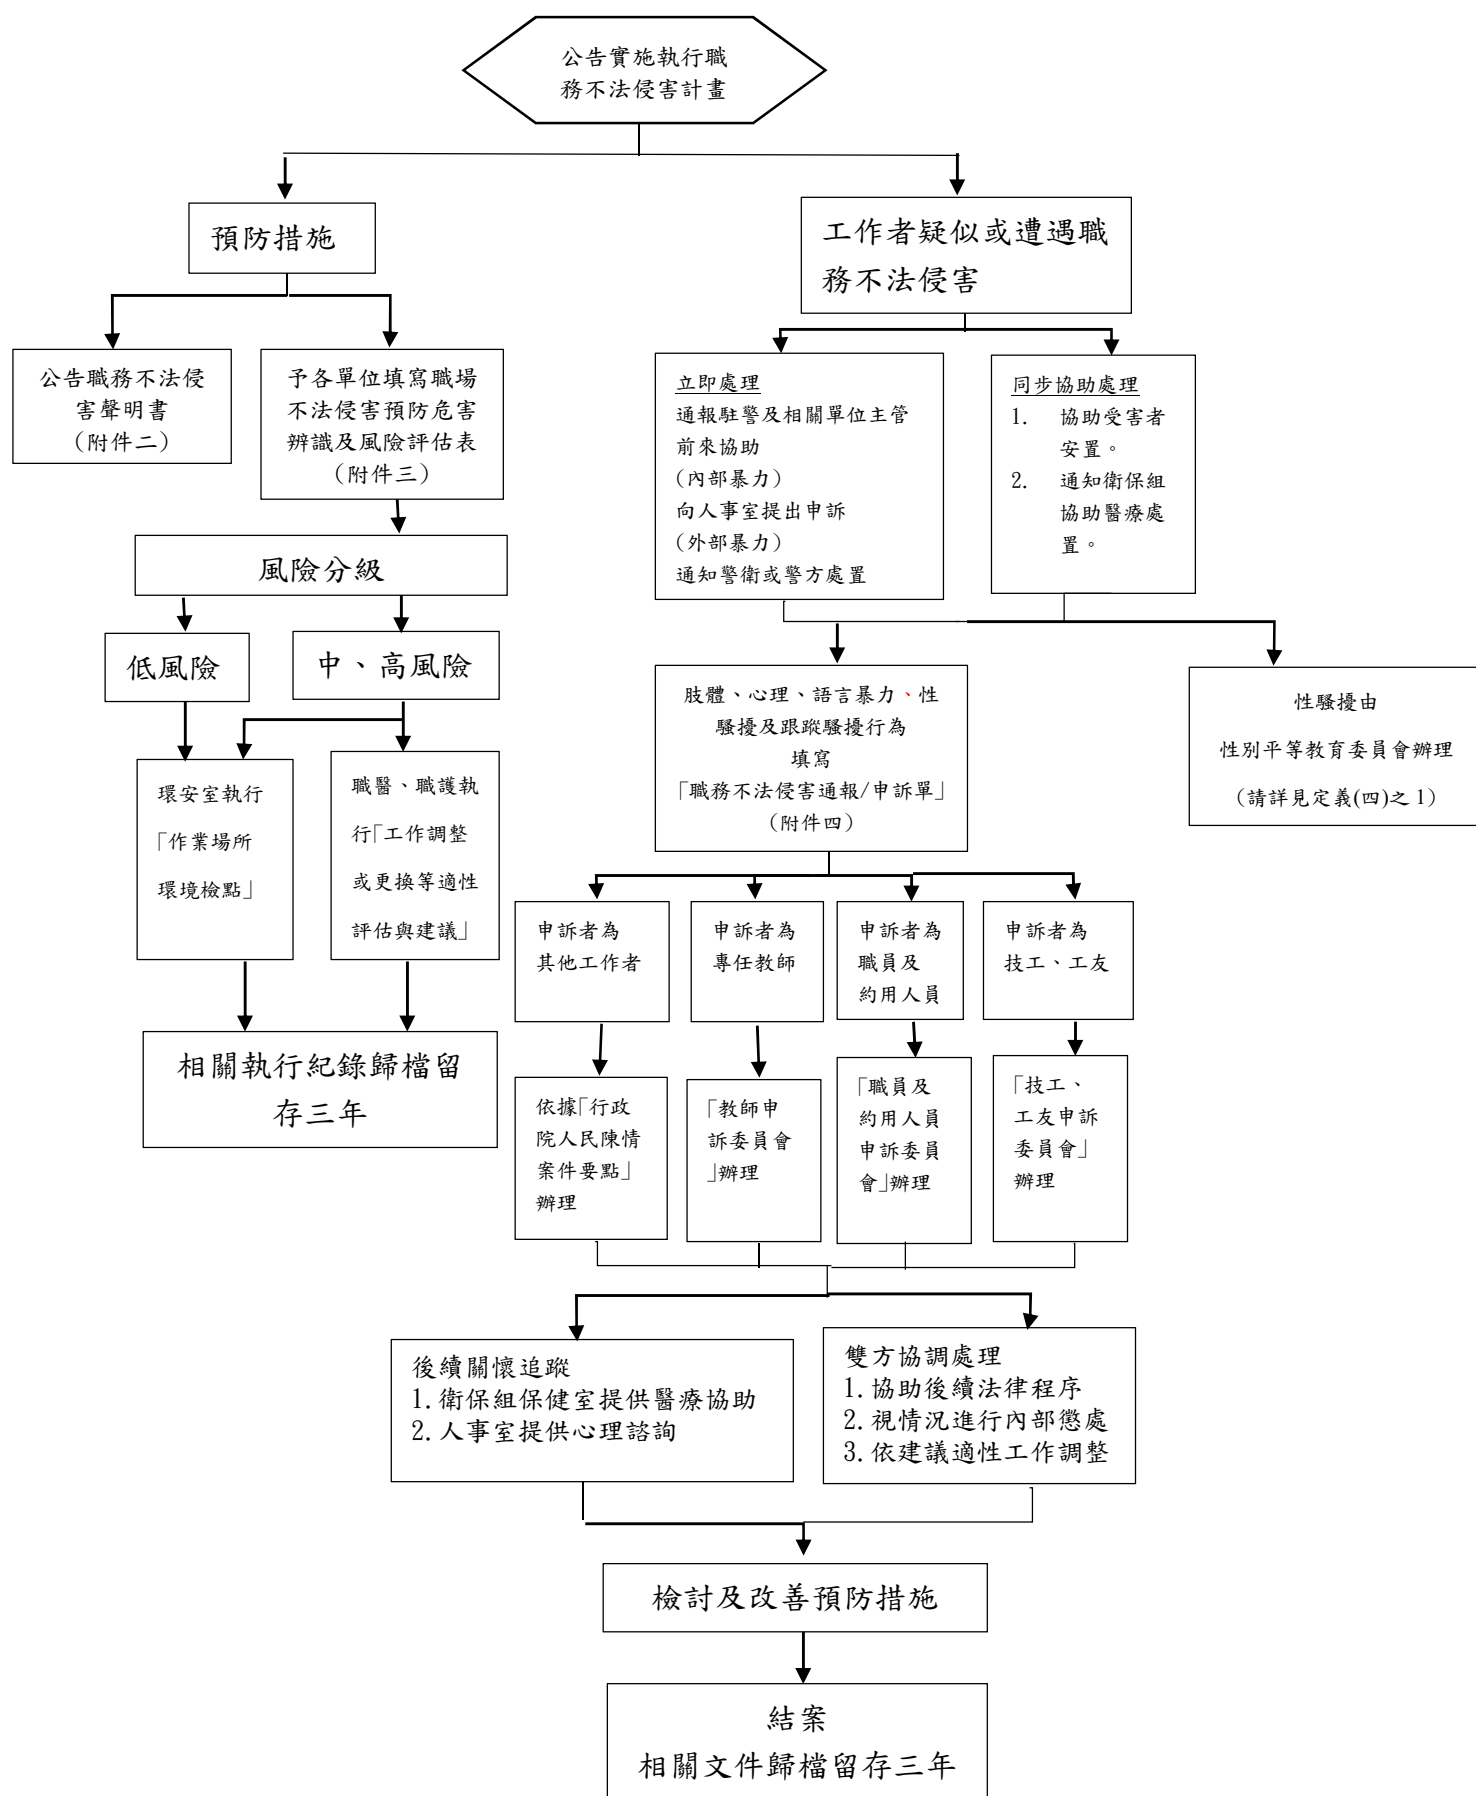 公告實施執行職
務不法侵害計畫
預防措施
工作者疑似或遭遇職
務不法侵害
公告職務不法侵
害聲明書
(附件二)
予各單位填寫職場
不法侵害預防危害
辨識及風險評估表
(附件三)
立即處理
通報駐警及相關單位主管
前來協助
(內部暴力)
向人事室提出申訴
(外部暴力)
通知警衛或警方處置
同步協助處理
1. 協助受害者
安置。
2. 通知衛保組
協助醫療處
置。
風險分級
低風險
中、高風險
肢體、心理、語言暴力、性
騷擾及跟蹤騷擾行為
填寫
「職務不法侵害通報/申訴單」
(附件四)
性騷擾由
性別平等教育委員會辦理
(請詳見定義(四)之 1)
環安室執行
「作業場所
環境檢點」
職醫、職護執
行「工作調整
或更換等適性
評估與建議」
申訴者為
其他工作者
申訴者為
專任教師
申訴者為
職員及
約用人員
申訴者為
技工、工友
相關執行紀錄歸檔留
存三年
依據「行政
院人民陳情
案件要點」
辦理
「教師申
訴委員會
」辦理
「職員及
約用人員
申訴委員
會」辦理
「技工、
工友申訴
委員會」
辦理
後續關懷追蹤
1.衛保組保健室提供醫療協助
2.人事室提供心理諮詢
雙方協調處理
1.協助後續法律程序
2.視情況進行內部懲處
3.依建議適性工作調整
檢討及改善預防措施
結案
相關文件歸檔留存三年